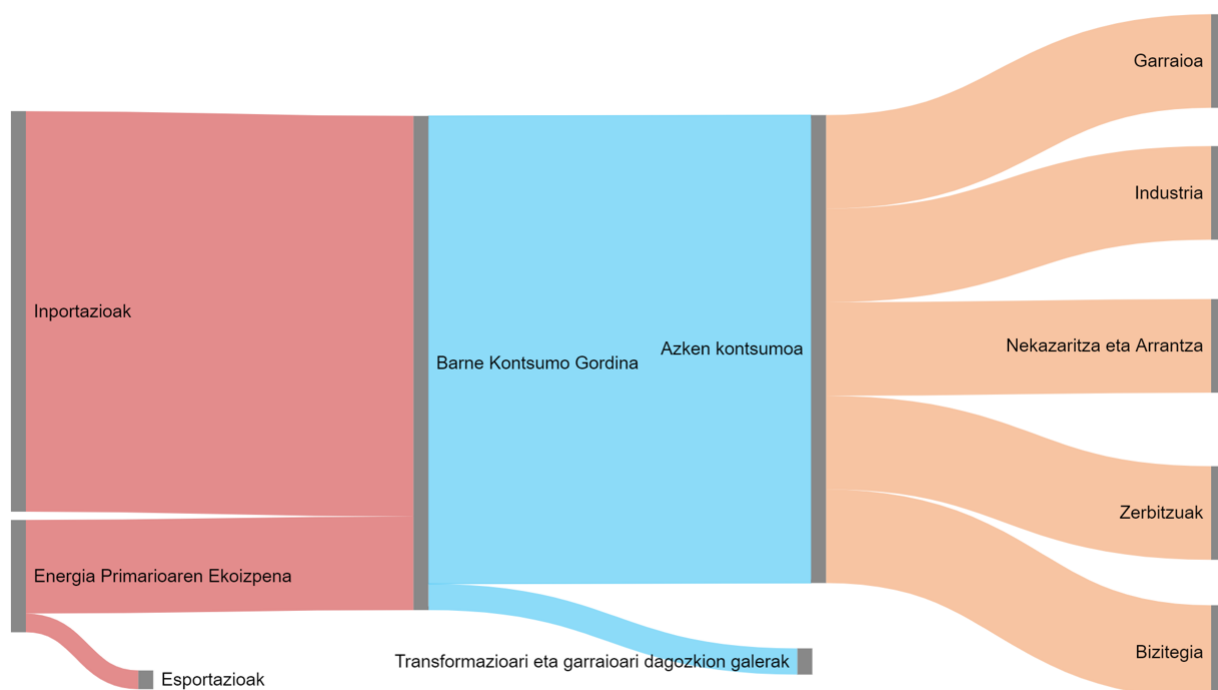 Inportazioak
Energia Primarioaren Ekoizpena
Esportazioak
Barne Kontsumo Gordina
Transformazioari eta garraioari dagozkion galerak
Azken kontsumoa
Garraioa
Industria
Nekazaritza eta Arrantza
Zerbitzuak
Bizitegia